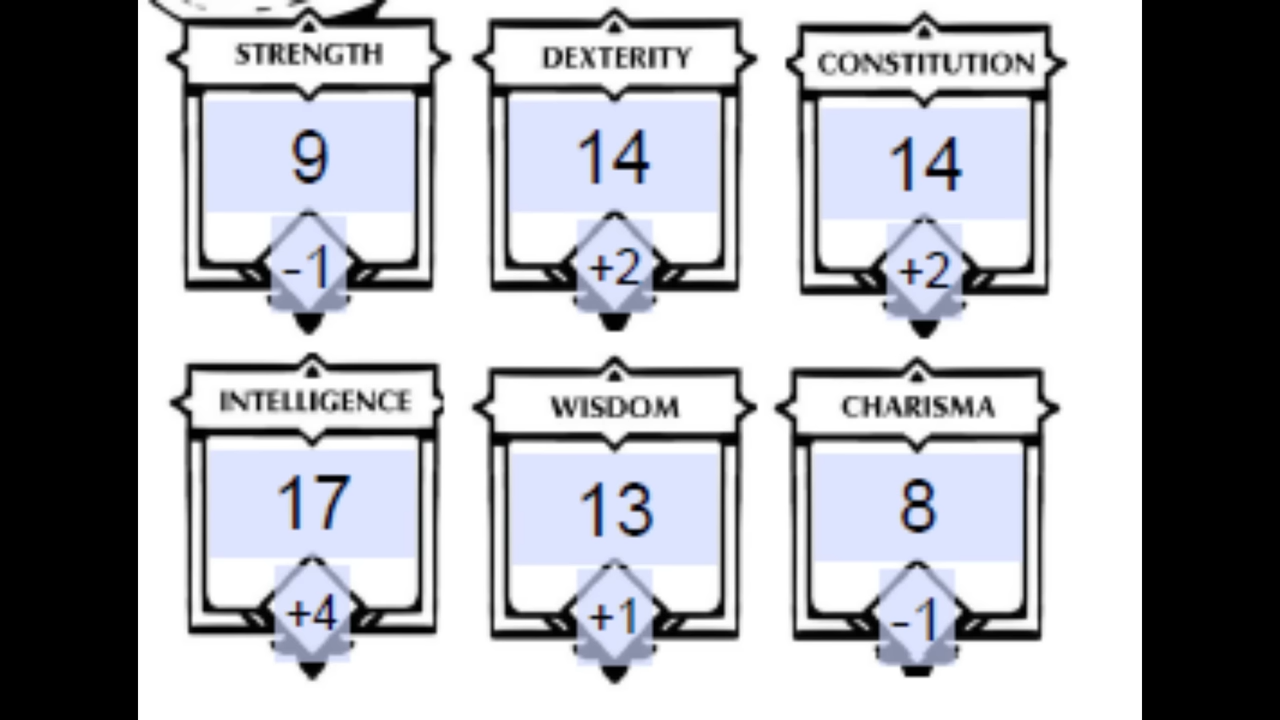 STRENGTH DEXTERITY CONSTITUTION
9 14 14
-1 +2 +2
INTELLIGENCE WISDOM CHARISMA
17 13 8
+4 +1 -1